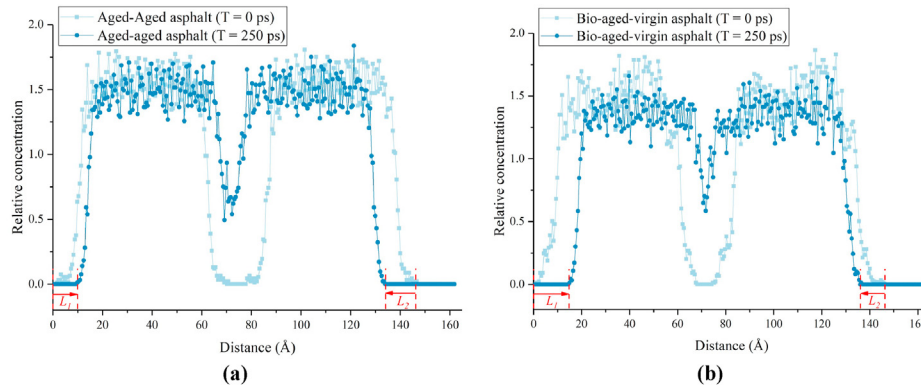 Aged-Aged asphalt (T = 0 ps)
Aged-aged asphalt (T = 250 ps)
2.0
1.5
1.0
0.5
0.0
Relative concentration
L1
L2
0 20 40 60 80 100 120 140 160
Distance (Å)
(a)
Bio-aged-virgin asphalt (T = 0 ps)
Bio-aged-virgin asphalt (T = 250 ps)
2.0
1.5
1.0
0.5
0.0
Relative concentration
L1
L2
0 20 40 60 80 100 120 140 160
Distance (Å)
(b)